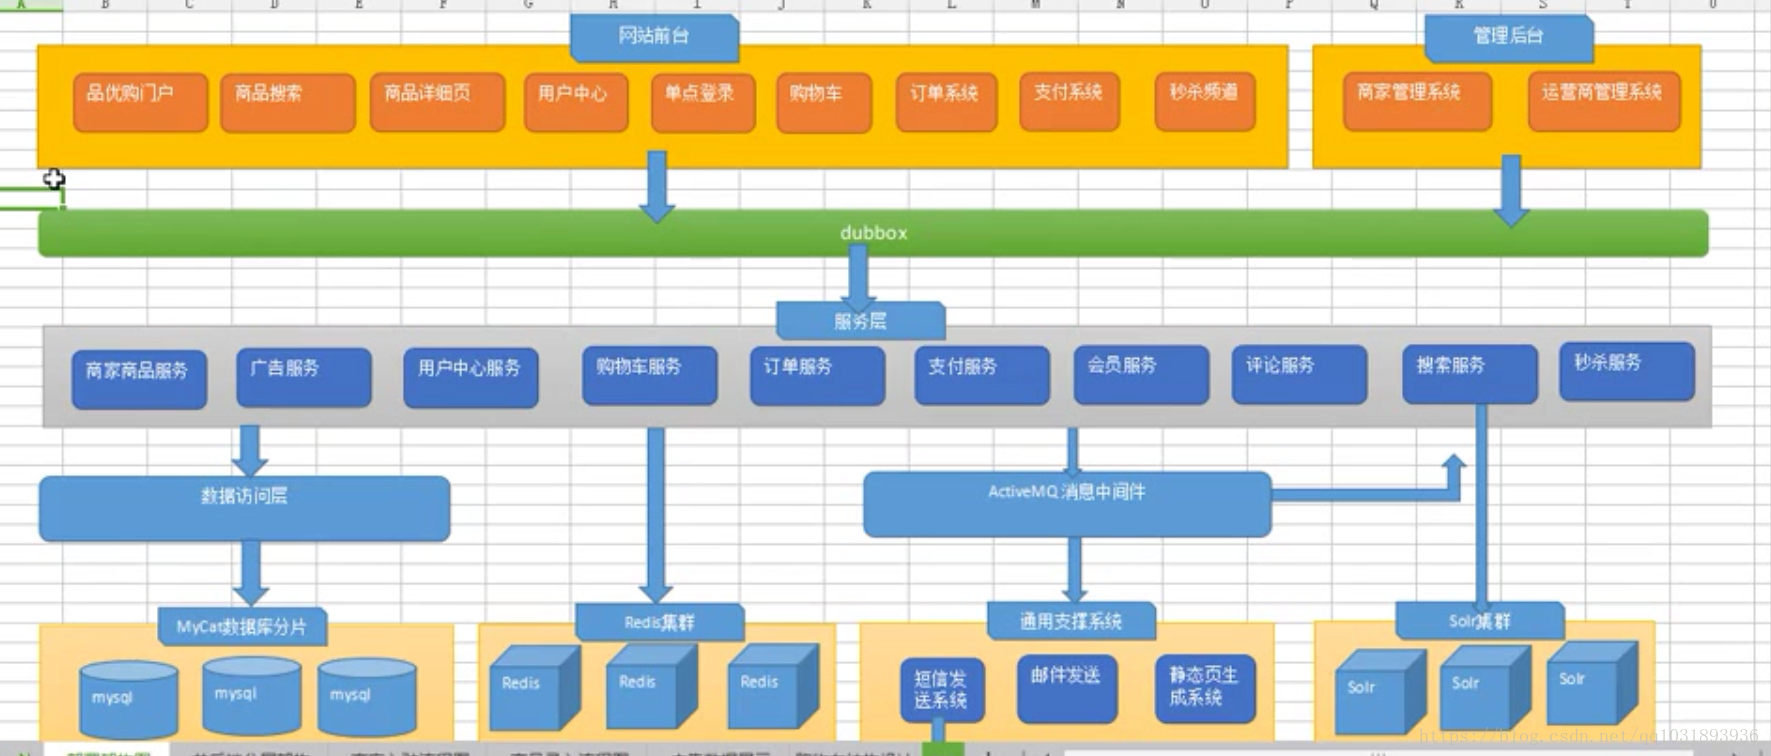 网站前台
管理后台
品优购门户
商品搜索
商品详细页
用户中心
单点登录
购物车
订单系统
支付系统
秒杀频道
商家管理系统
运营商管理系统
dubbox
服务层
商家商品服务
广告服务
用户中心服务
购物车服务
订单服务
支付服务
会员服务
评论服务
搜索服务
秒杀服务
数据访问层
ActiveMQ 消息中间件
MyCat数据库分片
Redis集群
通用支撑系统
Solr集群
mysql
mysql
mysql
Redis
Redis
Redis
短信发
送系统
邮件发送
静态页生
成系统
Solr
Solr
Solr
https://blog.csdn.net/qq1031893936